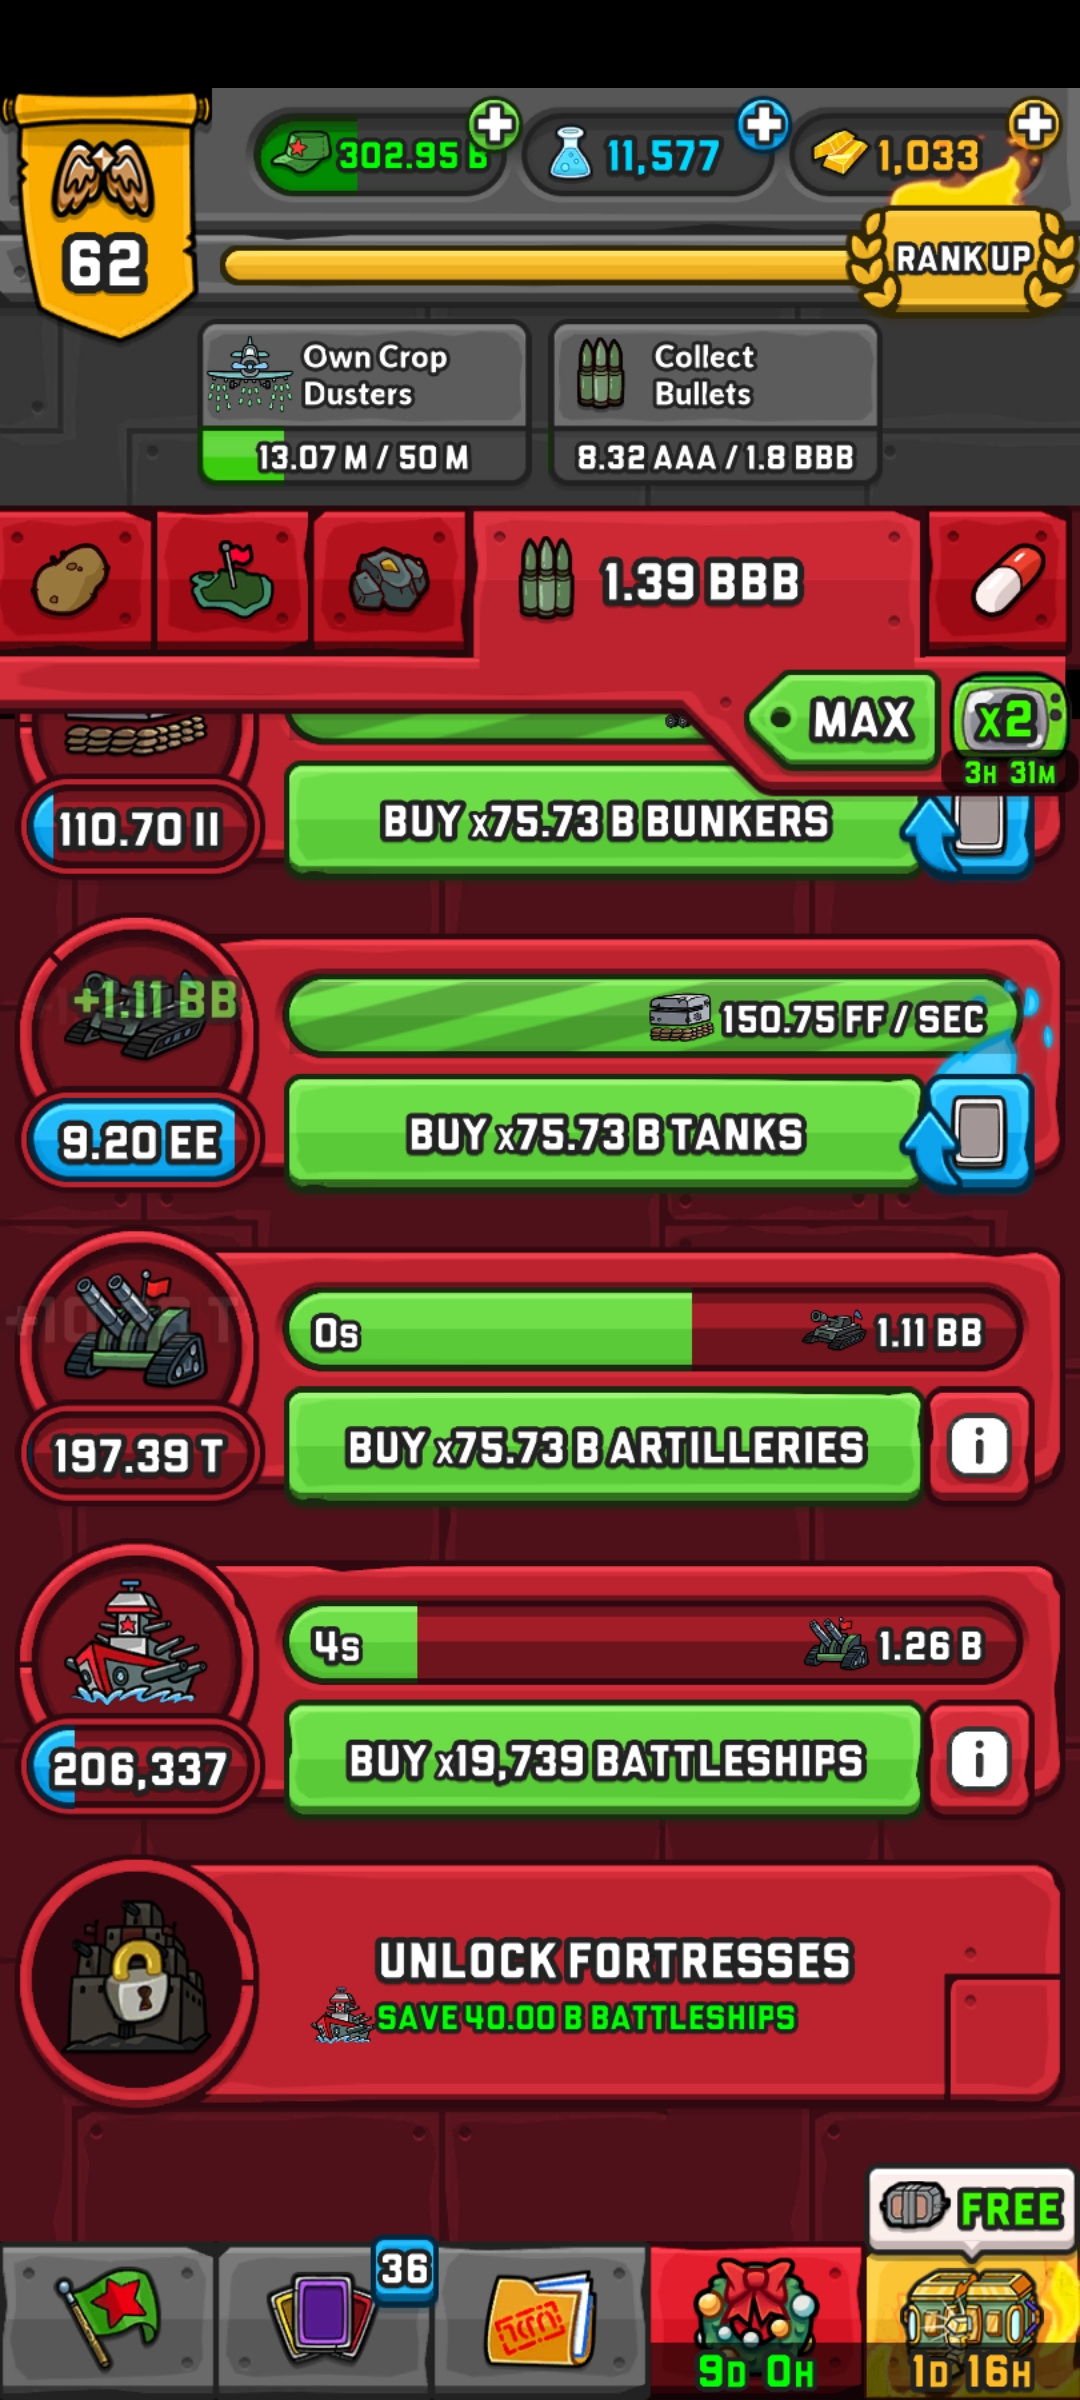 302.95 B
11,577
1,033
62
RANK UP
Own Crop
Dusters
13.07 M / 50 M
Collect
Bullets
8.32 AAA / 1.8 BBB
1.39 BBB
MAX
X2
3H 31M
110.70 II
BUY x75.73 B BUNKERS
+1.11 BB
150.75 FF / SEC
9.20 EE
BUY x75.73 B TANKS
0s
1.11 BB
197.39 T
BUY x75.73 B ARTILLERIES
i
4s
1.26 B
206,337
BUY x19,739 BATTLESHIPS
i
UNLOCK FORTRESSES
SAVE 40.00 B BATTLESHIPS
FREE
36
9D 0H
1D 16H